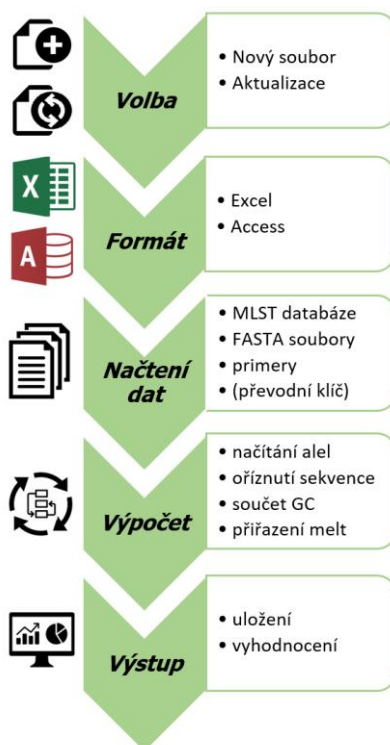 Volba
• Nový soubor
• Aktualizace
X
Formát
• Excel
• Access
A
Načtení
dat
• MLST databáze
• FASTA soubory
• primery
• (převodní klíč)
Výpočet
• načítání alel
• oříznutí sekvence
• součet GC
• přiřazení melt
Výstup
• uložení
• vyhodnocení